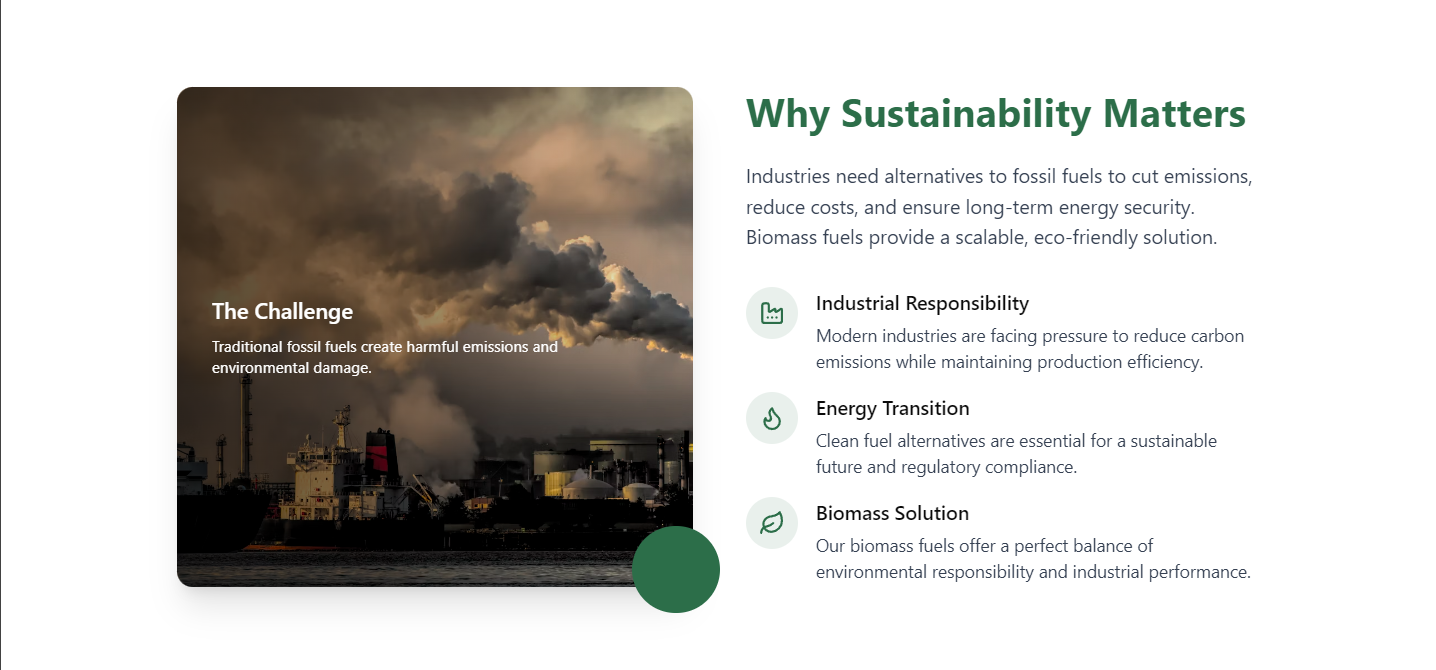 The Challenge
Traditional fossil fuels create harmful emissions and
environmental damage.
Why Sustainability Matters
Industries need alternatives to fossil fuels to cut emissions,
reduce costs, and ensure long-term energy security.
Biomass fuels provide a scalable, eco-friendly solution.
Industrial Responsibility
Modern industries are facing pressure to reduce carbon
emissions while maintaining production efficiency.
Energy Transition
Clean fuel alternatives are essential for a sustainable
future and regulatory compliance.
Biomass Solution
Our biomass fuels offer a perfect balance of
environmental responsibility and industrial performance.